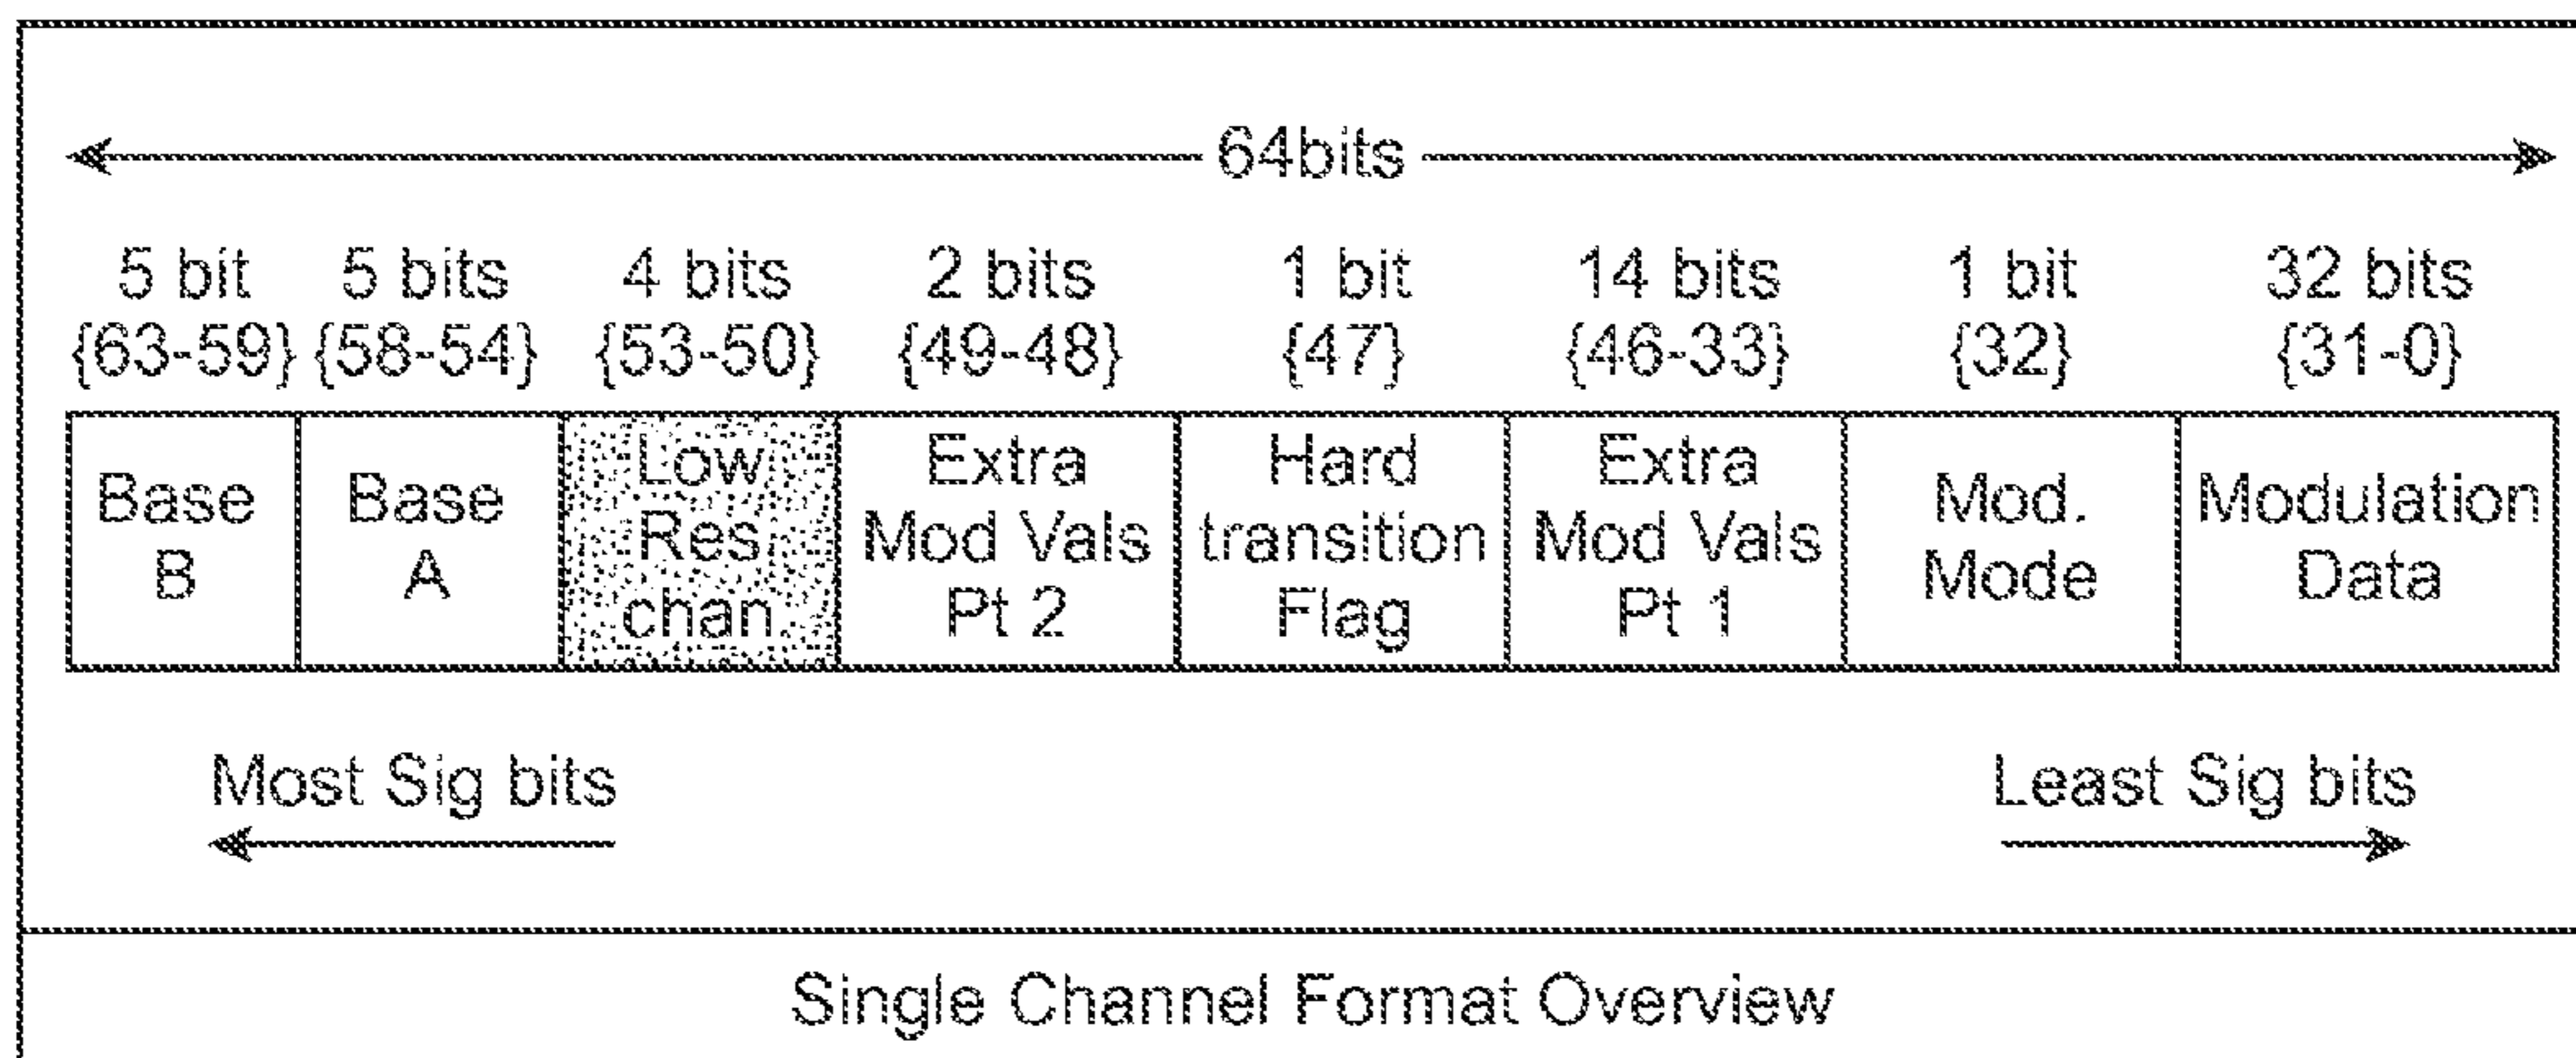 64bits
5 bit 5 bits 4 bits 2 bits 1 bit 14 bits 1 bit 32 bits
{63-59} {58-54} {53-50} {49-48} {47} {46-33} {32} {31-0}
Base
B
Base
A
Low
Res
chan
Extra
Mod Vals
Pt 2
Hard
transition
Flag
Extra
Mod Vals
Pt 1
Mod.
Mode
Modulation
Data
Most Sig bits
Least Sig bits
Single Channel Format Overview